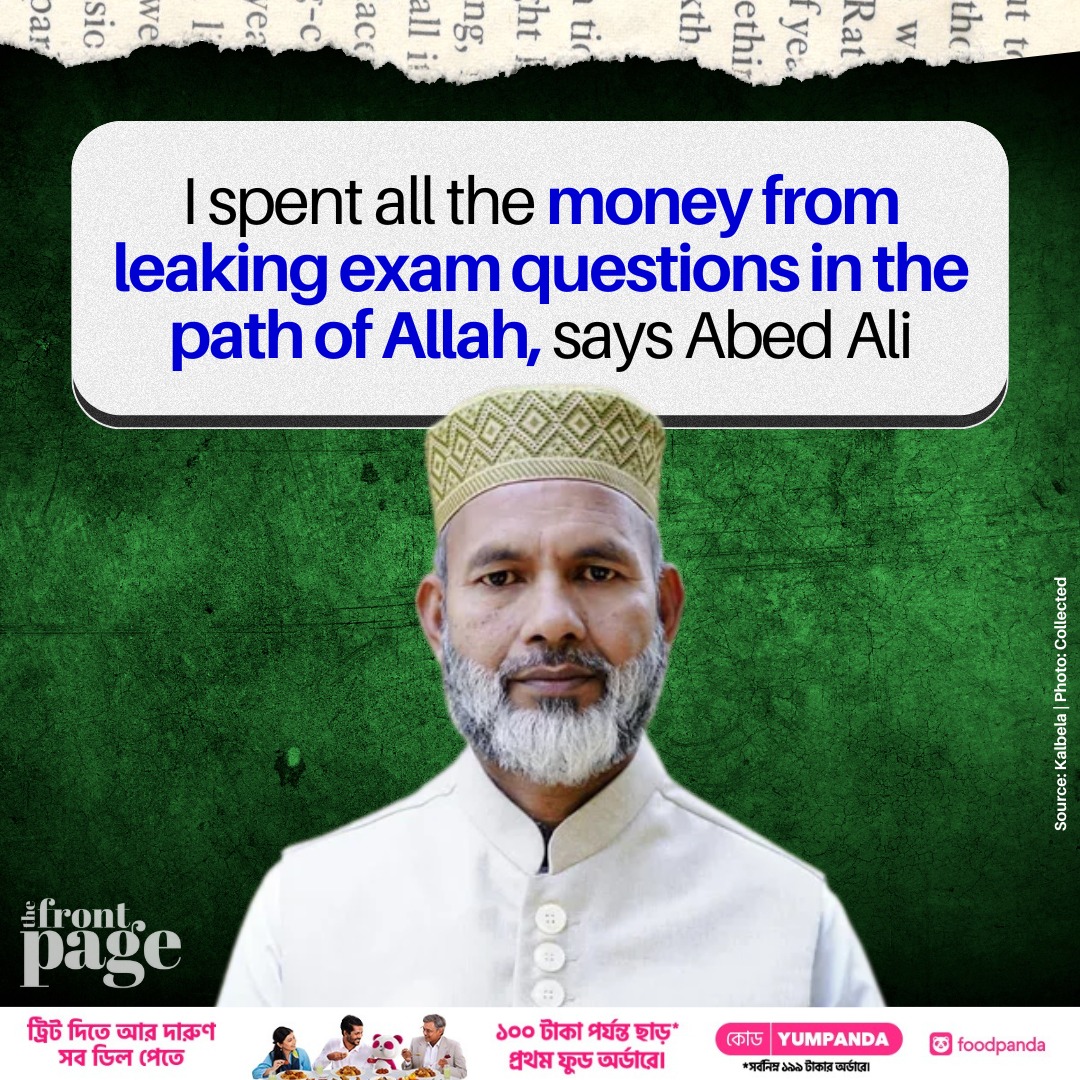 I spent all the money from
leaking exam questions in the
path of Allah, says Abed Ali
Source: Kalbela | Photo: Collected
the front
page
ট্রিট দিতে আর দারুণ
সব ডিল পেতে
১০০ টাকা পর্যন্ত ছাড়*
প্রথম ফুড অর্ডারে।
কোড YUMPANDA
*সর্বনিম্ন ১৯৯ টাকার অর্ডারে।
foodpanda